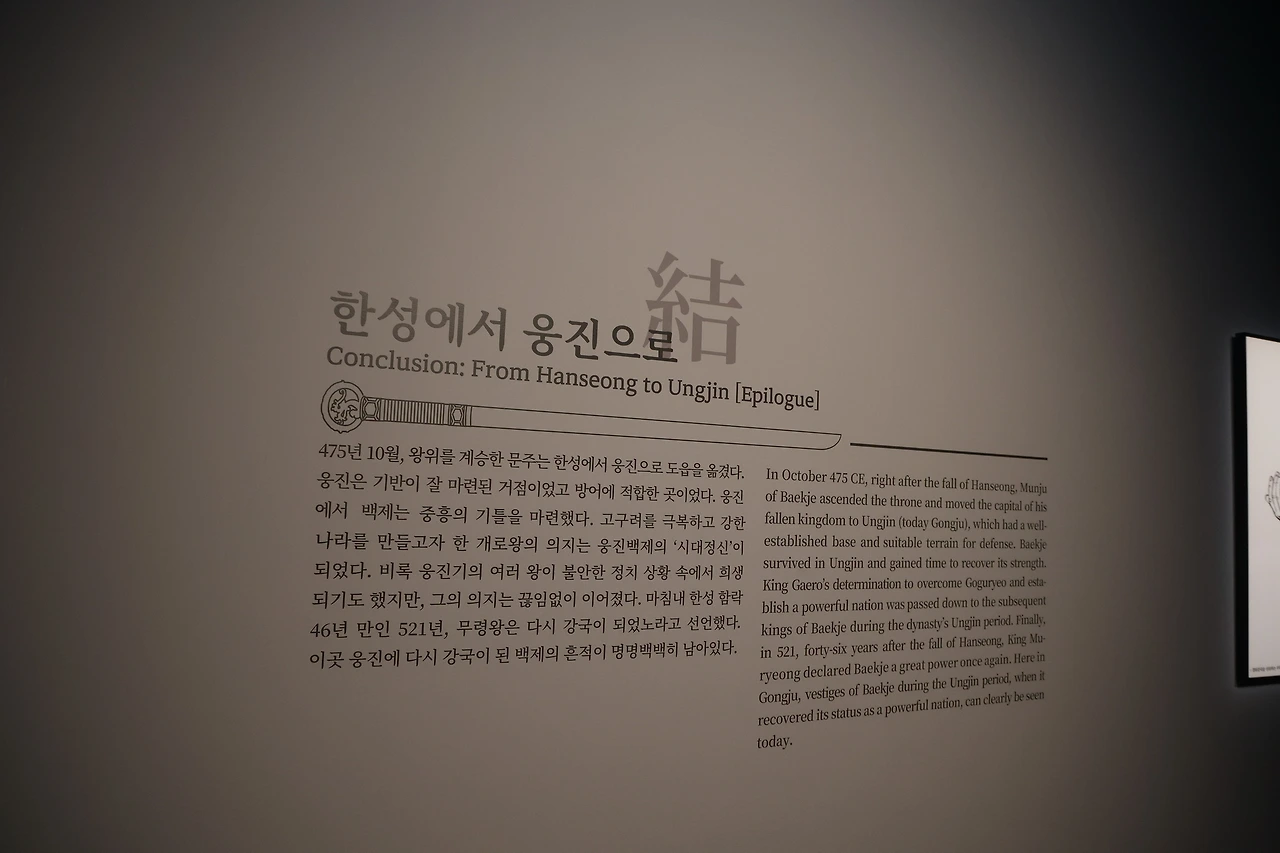 結
한성에서 웅진으로
Conclusion: From Hanseong to Ungjin [Epilogue]
475년 10월, 왕위를 계승한 문주는 한성에서 웅진으로 도읍을 옮겼다.
웅진은 기반이 잘 마련된 거점이었고 방어에 적합한 곳이었다. 웅진
에서 백제는 중흥의 기틀을 마련했다. 고구려를 극복하고 강한
나라를 만들고자 한 개로왕의 의지는 웅진백제의 ‘시대정신’이
되었다. 비록 웅진기의 여러 왕이 불안한 정치 상황 속에서 희생
되기도 했지만, 그의 의지는 끊임없이 이어졌다. 마침내 한성 함락
46년 만인 521년, 무령왕은 다시 강국이 되었노라고 선언했다.
이곳 웅진에 다시 강국이 된 백제의 흔적이 명명백백히 남아있다.
In October 475 CE, right after the fall of Hanseong, Munju
of Baekje ascended the throne and moved the capital of his
fallen kingdom to Ungjin (today Gongju), which had a well-
established base and suitable terrain for defense. Baekje
survived in Ungjin and gained time to recover its strength.
King Gaero's determination to overcome Goguryeo and esta-
blish a powerful nation was passed down to the subsequent
kings of Baekje during the dynasty's Ungjin period. Finally,
in 521, forty-six years after the fall of Hanseong, King Mu-
ryeong declared Baekje a great power once again. Here in
Gongju, vestiges of Baekje during the Ungjin period, when it
recovered its status as a powerful nation, can clearly be seen
today.